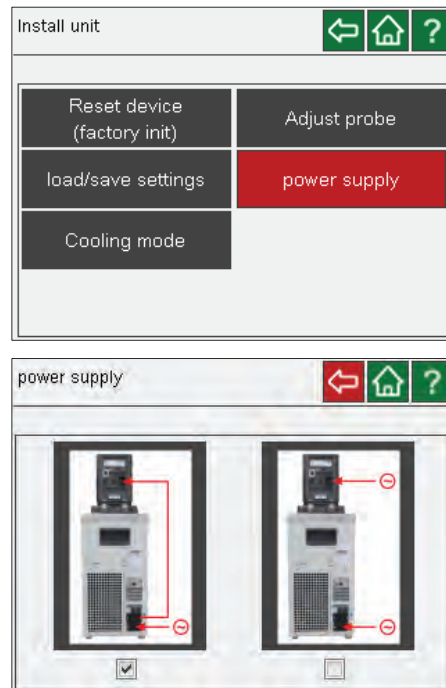 Install unit
?
Reset device
(factory init)
Adjust probe
load/save settings
power supply
Cooling mode
power supply
?
~
~
~